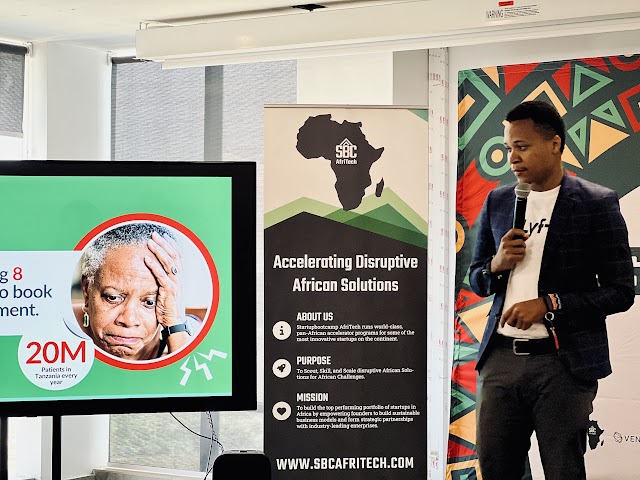 WARNING
SBC
AfriTech
Accelerating Disruptive
African Solutions
ABOUT US
Startupbootcamp AfriTech runs world-class,
pan-African accelerator programs for some of the
most innovative startups on the continent.
PURPOSE
To Scout, Skill, and Scale disruptive African Solu-
tions for African Challenges.
MISSION
To build the top performing portfolio of startups in
Africa by empowering founders to build sustainable
business models and form strategic partnerships
with industry-leading enterprises.
WWW.SBCAFRITECH.COM
g 8
o book
ment.
20M
Patients in
Tanzania every
year
Lyf
VEN